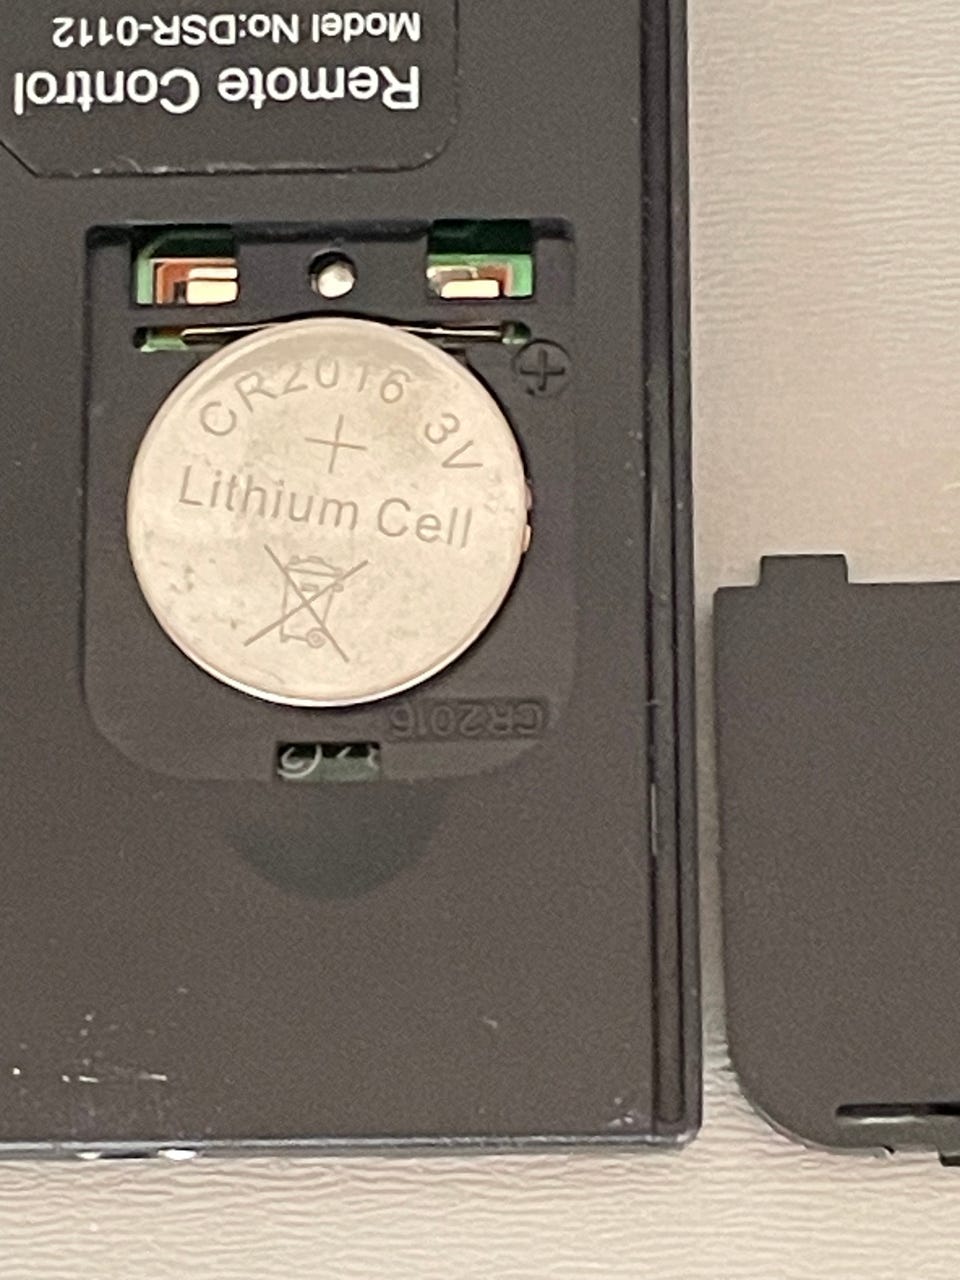 Remote Control
Model No:DSR-0112
CR2016 3V
+
Lithium Cell
+
CR2016